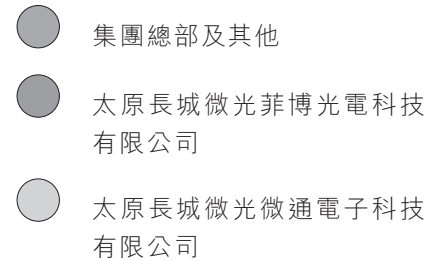 集團總部及其他
太原長城微光菲博光電科技
有限公司
太原長城微光微通電子科技
有限公司